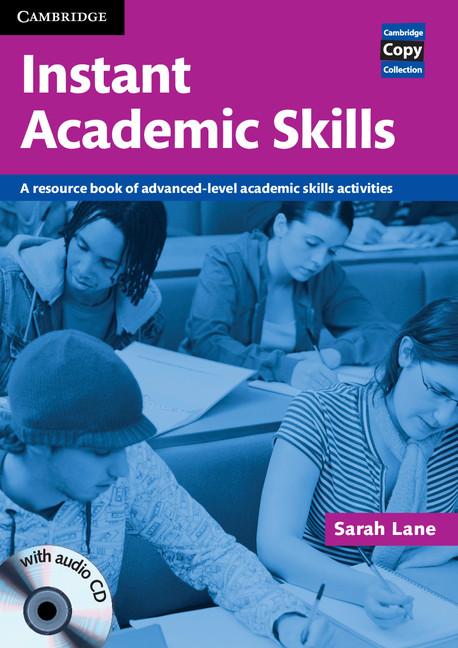 CAMBRIDGE
Cambridge
Copy
Collection
Instant
Academic Skills
A resource book of advanced-level academic skills activities
Sarah Lane
with audio CD